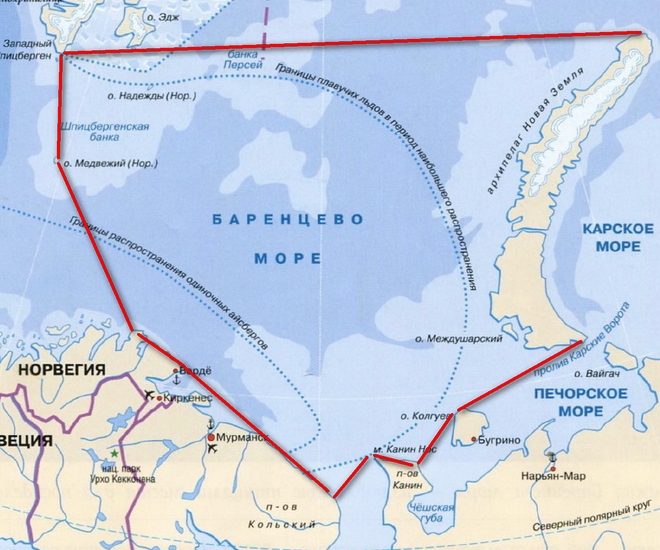 о. Эдж
Западный
Шпицберген
банка
Персей
Границы плавучих льдов в период наибольшего распространения
о. Надежды (Нор.)
архипелаг Новая Земля
Шпицбергенская
банка
о. Медвежий (Нор.)
БАРЕНЦЕВО
МОРЕ
Границы распространения одиночных айсбергов
КАРСКОЕ
МОРЕ
о. Междушарский
пролив Карские Ворота
НОРВЕГИЯ
Вардё
о. Вайгач
Киркенес
ПЕЧОРСКОЕ
МОРЕ
о. Колгуев
ВЕЦИЯ
Мурманск
м. Канин Нос
Бугрино
нац. парк
Урхо Кекконена
п-ов
Канин
Нарьян-Мар
п-ов
Кольский
Чёшская
губа
Северный полярный круг